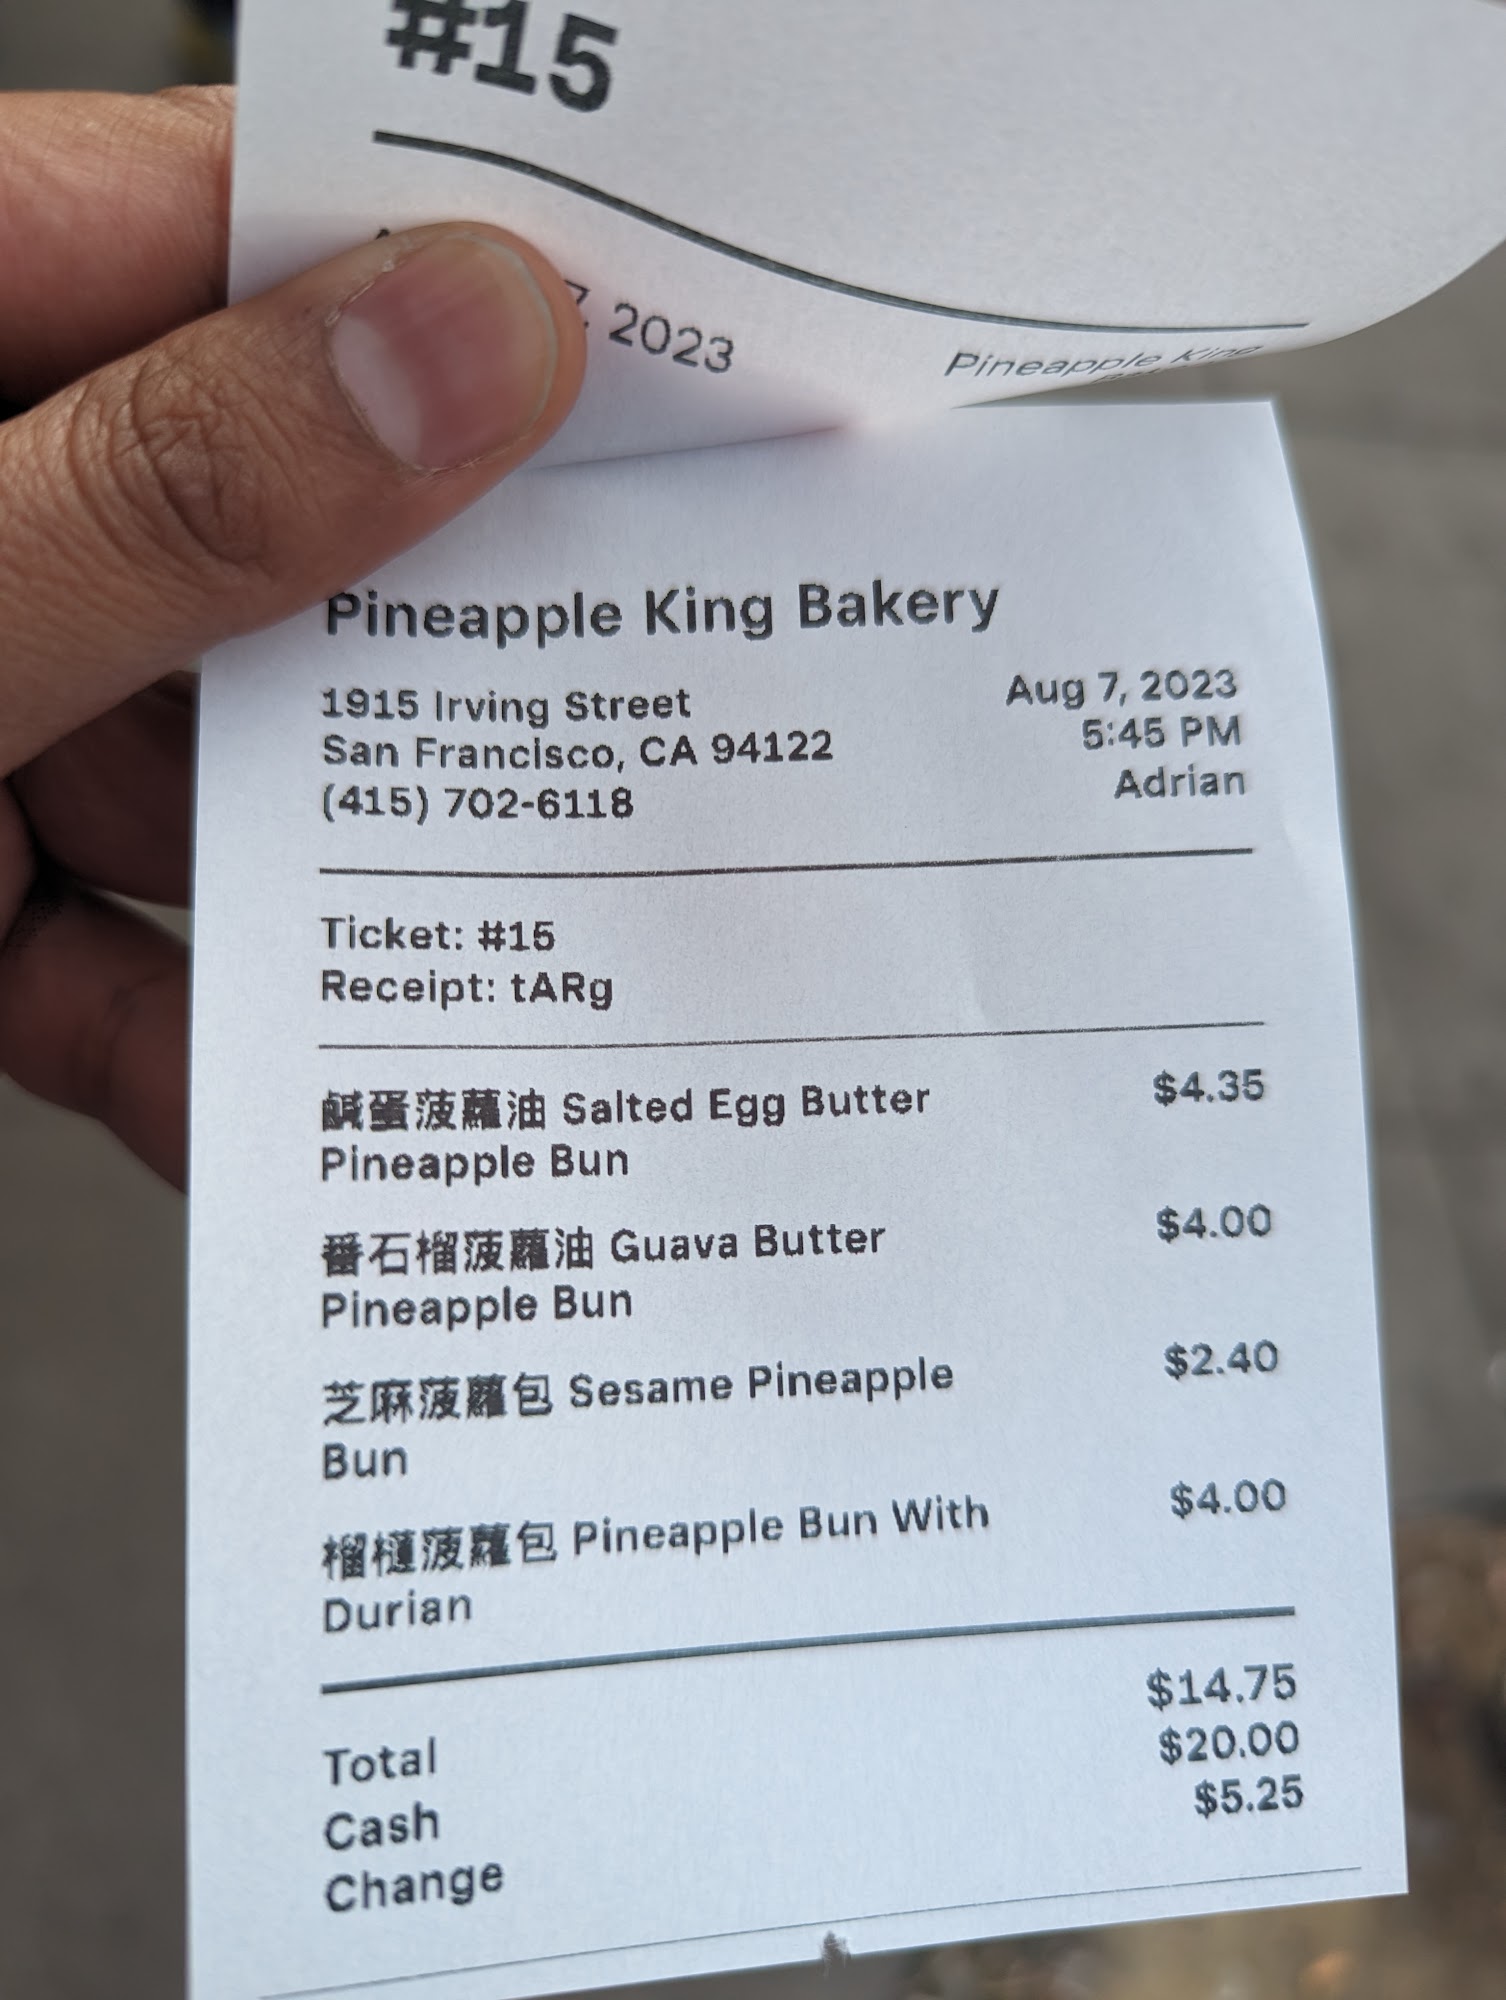 #15
7, 2023
Pineapple King
Pineapple King Bakery
1915 Irving Street
San Francisco, CA 94122
(415) 702-6118
Aug 7, 2023
5:45 PM
Adrian
Ticket: #15
Receipt: tARg
鹹蛋菠蘿油 Salted Egg Butter $4.35
Pineapple Bun
番石榴菠蘿油 Guava Butter $4.00
Pineapple Bun
芝麻菠蘿包 Sesame Pineapple $2.40
Bun
榴槤菠蘿包 Pineapple Bun With $4.00
Durian
Total $14.75
Cash $20.00
Change $5.25